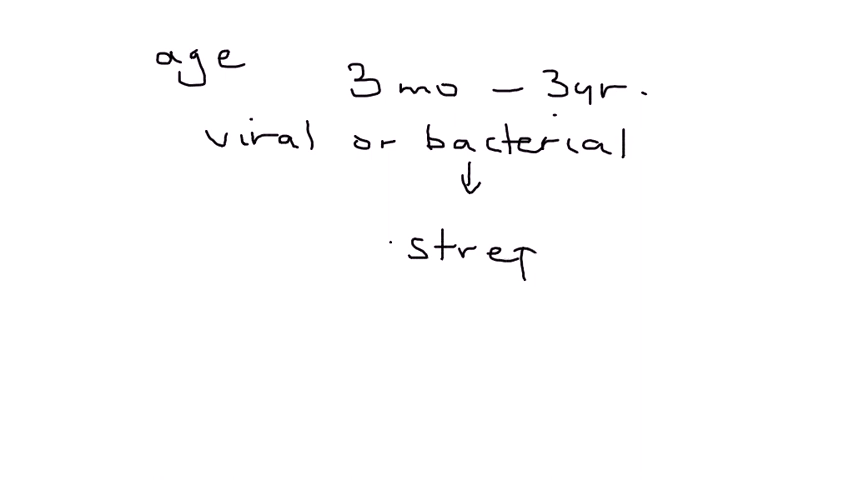 age
3 mo - 3yr.
viral or bacterial
↓
strep